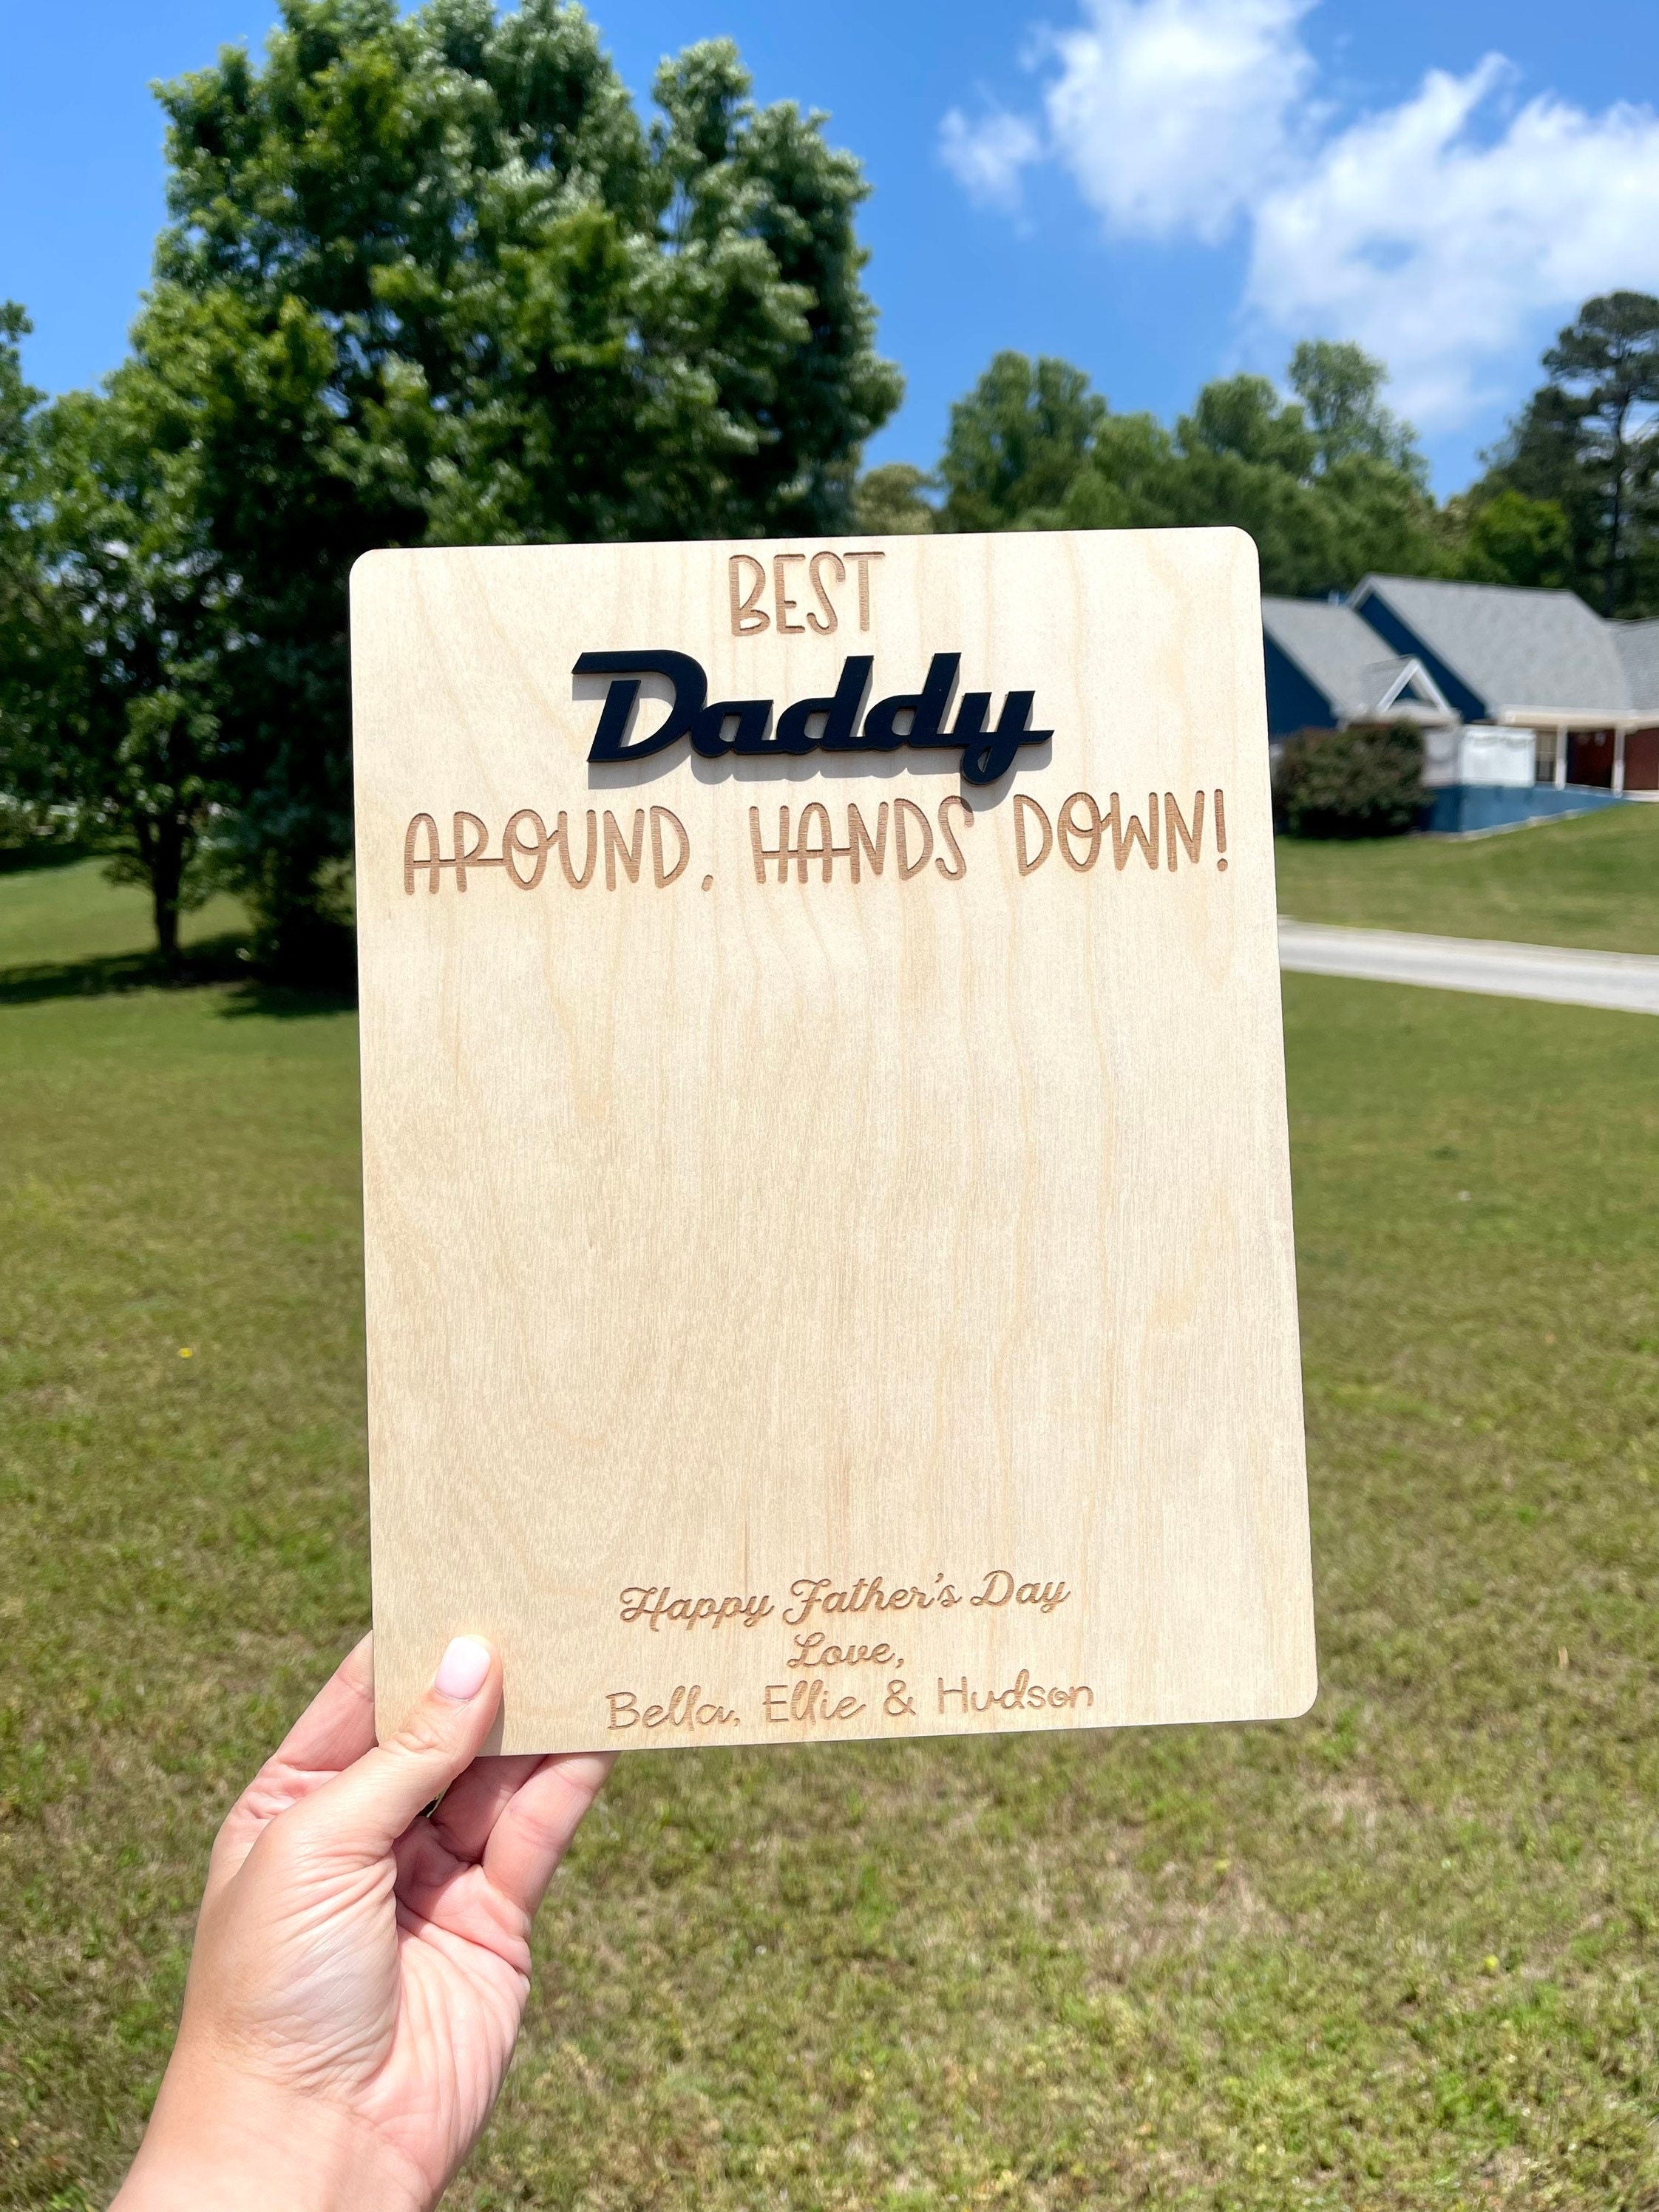 BEST
Daddy
AROUND, HANDS DOWN!
Happy Father's Day
Love,
Bella, Ellie & Hudson